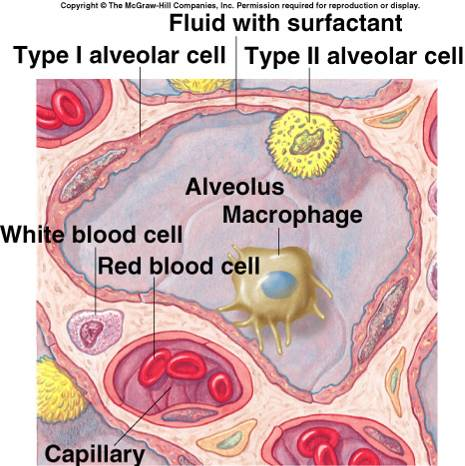 Copyright © The McGraw-Hill Companies, Inc. Permission required for reproduction or display.
Fluid with surfactant
Type I alveolar cell
Type II alveolar cell
Alveolus
Macrophage
White blood cell
Red blood cell
Capillary